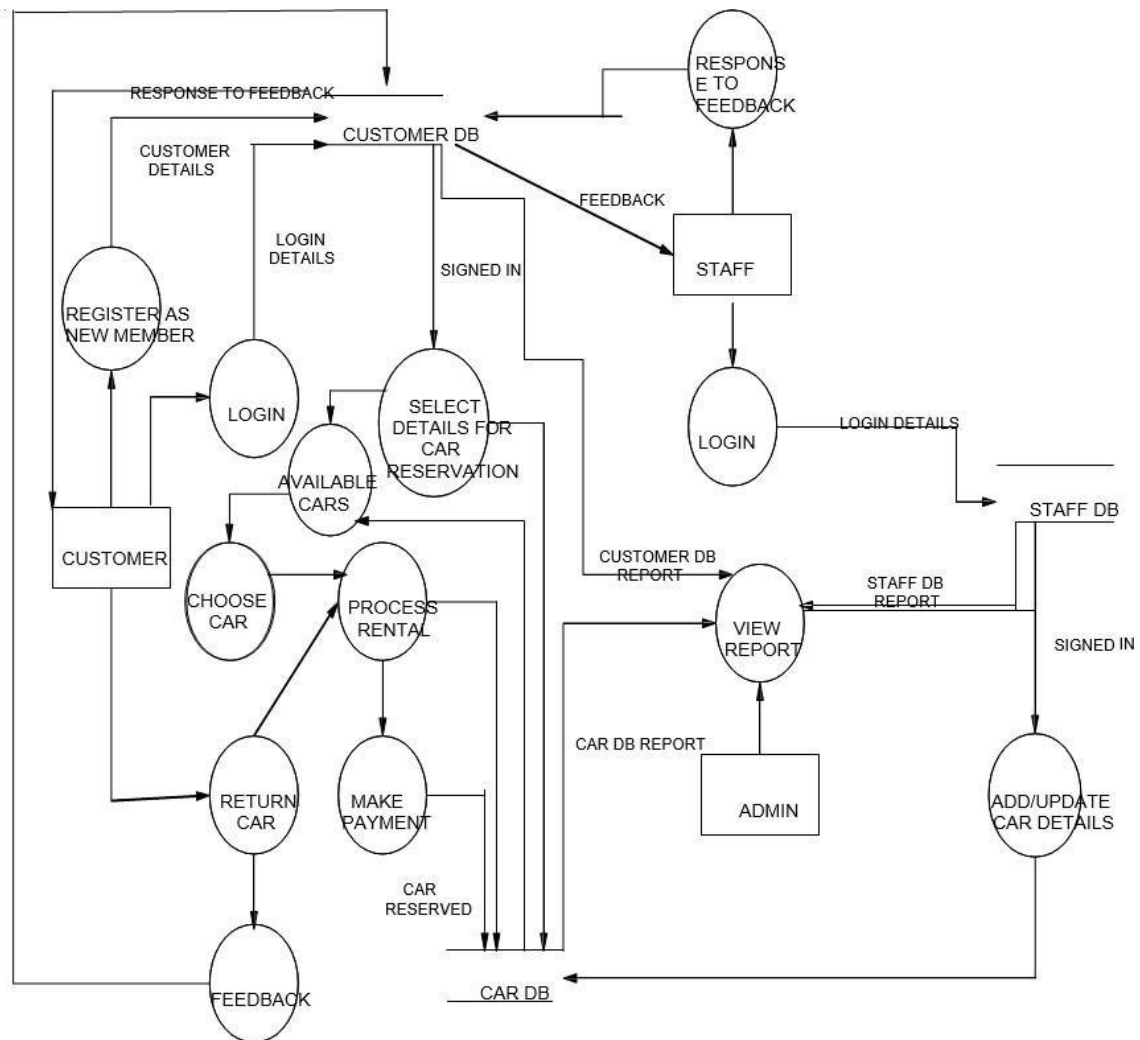 RESPONS
E TO
FEEDBACK
RESPONSE TO FEEDBACK
CUSTOMER DB
CUSTOMER
DETAILS
FEEDBACK
LOGIN
DETAILS
SIGNED IN
STAFF
REGISTER AS
NEW MEMBER
LOGIN
SELECT
DETAILS FOR
CAR
RESERVATION
LOGIN DETAILS
LOGIN
AVAILABLE
CARS
STAFF DB
CUSTOMER
CUSTOMER DB
REPORT
STAFF DB
REPORT
CHOOSE
CAR
PROCESS
RENTAL
VIEW
REPORT
SIGNED IN
CAR DB REPORT
RETURN
CAR
MAKE
PAYMENT
ADMIN
ADD/UPDATE
CAR DETAILS
CAR
RESERVED
FEEDBACK
CAR DB